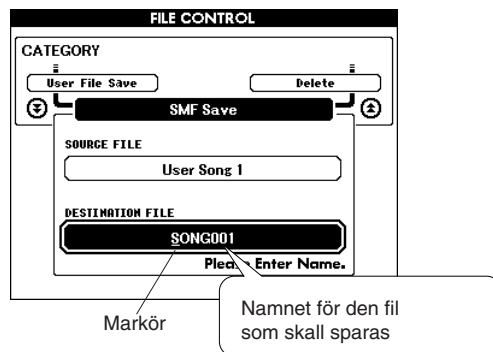 FILE CONTROL
CATEGORY
User File Save
Delete
SMF Save
SOURCE FILE
User Song 1
DESTINATION FILE
SONG001
Please Enter Name.
Markör
Namnet för den fil
som skall sparas